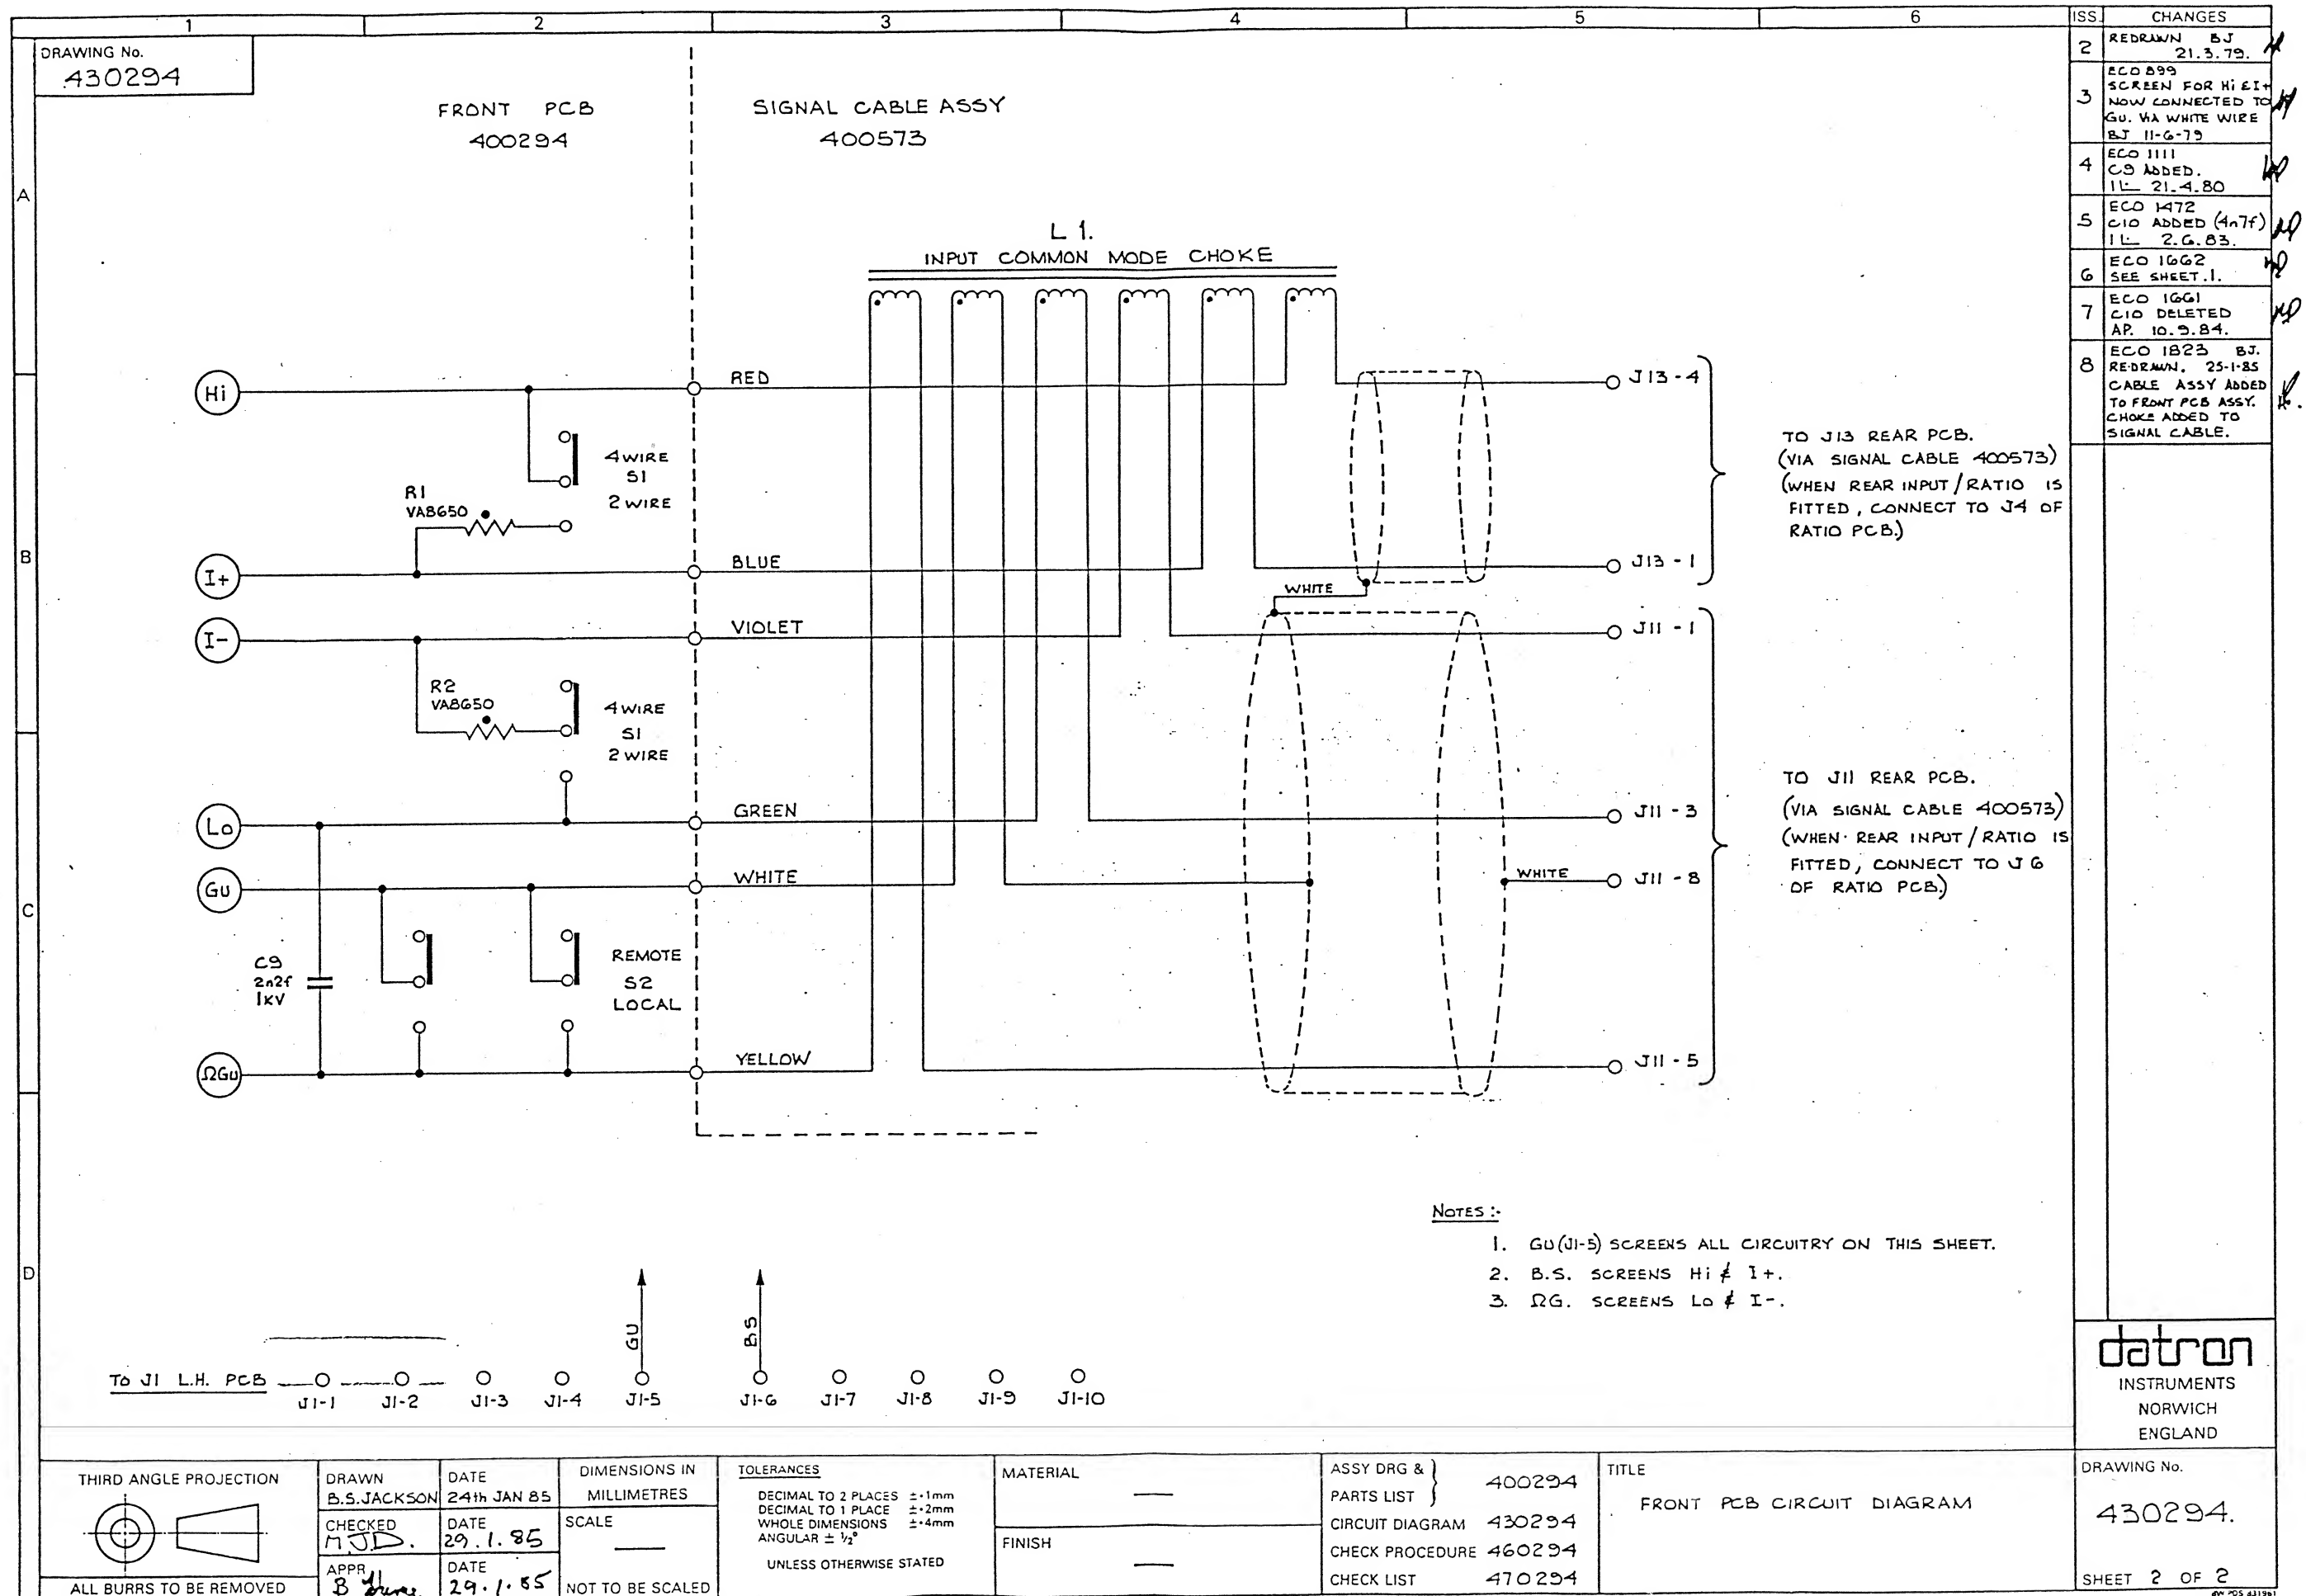 1 2 3 4 5 6
ISS. CHANGES
DRAWING No.
430294
2 REDRAWN BJ
21.3.79.
3 ECO 899
SCREEN FOR Hi & I+
NOW CONNECTED TO
GU. VIA WHITE WIRE
BJ 11-6-79
4 ECO 1111
C9 ADDED.
21.4.80
5 ECO 1472
C10 ADDED (4n7f)
2.6.83.
6 ECO 1662
SEE SHEET.1.
7 ECO 1661
C10 DELETED
AP. 10.9.84.
8 ECO 1823 BJ.
REDRAWN. 25-1-85
CABLE ASSY ADDED
TO FRONT PCB ASSY.
CHOKE ADDED TO
SIGNAL CABLE.
A
B
C
D
FRONT PCB
400294
SIGNAL CABLE ASSY
400573
L 1.
INPUT COMMON MODE CHOKE
Hi
RED
J13-4
4 WIRE
S1
2 WIRE
R1
VA8650
I+
BLUE
J13 - 1
WHITE
I-
VIOLET
J11 - 1
R2
VA8650
4 WIRE
S1
2 WIRE
Lo
GREEN
J11 - 3
GU
WHITE
WHITE
J11 - 8
C9
2n2f
1kV
REMOTE
S2
LOCAL
ΩGU
YELLOW
J11 - 5
TO J13 REAR PCB.
(VIA SIGNAL CABLE 400573)
(WHEN REAR INPUT/RATIO IS
FITTED, CONNECT TO J4 OF
RATIO PCB.)
TO J11 REAR PCB.
(VIA SIGNAL CABLE 400573)
(WHEN REAR INPUT/RATIO IS
FITTED, CONNECT TO J6
OF RATIO PCB.)
NOTES :-
1. GU(J1-5) SCREENS ALL CIRCUITRY ON THIS SHEET.
2. B.S. SCREENS Hi & I+.
3. ΩG. SCREENS Lo & I-.
GU
BS
TO J1 L.H. PCB
J1-1 J1-2 J1-3 J1-4 J1-5 J1-6 J1-7 J1-8 J1-9 J1-10
datron
INSTRUMENTS
NORWICH
ENGLAND
THIRD ANGLE PROJECTION
ALL BURRS TO BE REMOVED
DRAWN
B.S.JACKSON
DATE
24th JAN 85
CHECKED
M.J.D.
DATE
29.1.85
APPR
DATE
29.1.85
DIMENSIONS IN
MILLIMETRES
SCALE
NOT TO BE SCALED
TOLERANCES
DECIMAL TO 2 PLACES ±·1mm
DECIMAL TO 1 PLACE ±·2mm
WHOLE DIMENSIONS ±·4mm
ANGULAR ± ½°
UNLESS OTHERWISE STATED
MATERIAL
FINISH
ASSY DRG &
PARTS LIST
400294
CIRCUIT DIAGRAM 430294
CHECK PROCEDURE 460294
CHECK LIST 470294
TITLE
FRONT PCB CIRCUIT DIAGRAM
DRAWING No.
430294.
SHEET 2 OF 2